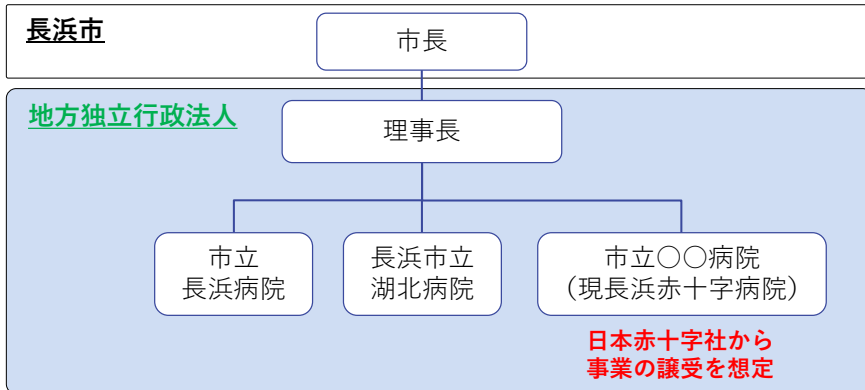 長浜市
市長
地方独立行政法人
理事長
市立
長浜病院
長浜市立
湖北病院
市立○○病院
（現長浜赤十字病院）
日本赤十字社から
事業の譲受を想定